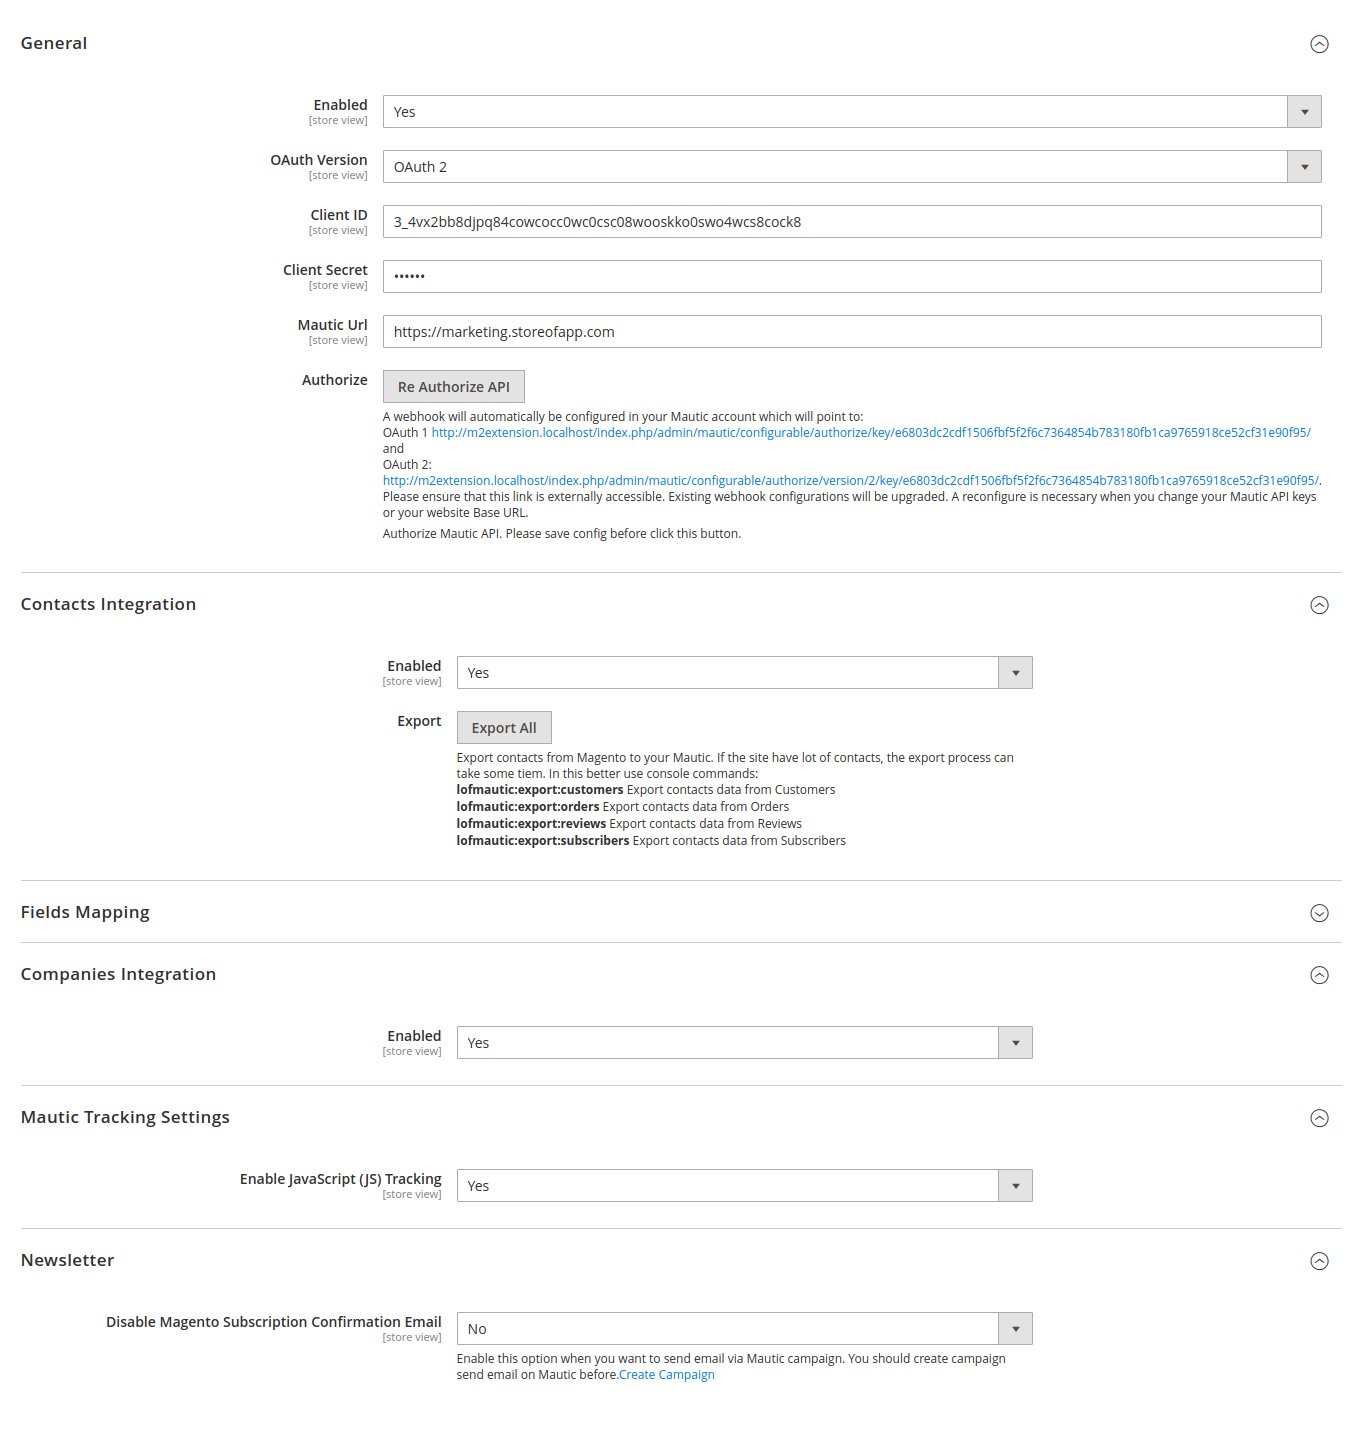 General
Enabled
[store view]
Yes
OAuth Version
[store view]
OAuth 2
Client ID
[store view]
3_4vx2bb8djpq84cowcocc0wc0csc08wooskko0swo4wcs8cock8
Client Secret
[store view]
••••••
Mautic Url
[store view]
https://marketing.storeofapp.com
Authorize
Re Authorize API
A webhook will automatically be configured in your Mautic account which will point to:
OAuth 1 http://m2extension.localhost/index.php/admin/mautic/configurable/authorize/key/e6803dc2cdf1506fbf5f2f6c7364854b783180fb1ca9765918ce52cf31e90f95/
and
OAuth 2:
http://m2extension.localhost/index.php/admin/mautic/configurable/authorize/version/2/key/e6803dc2cdf1506fbf5f2f6c7364854b783180fb1ca9765918ce52cf31e90f95/.
Please ensure that this link is externally accessible. Existing webhook configurations will be upgraded. A reconfigure is necessary when you change your Mautic API keys
or your website Base URL.
Authorize Mautic API. Please save config before click this button.
Contacts Integration
Enabled
[store view]
Yes
Export
Export All
Export contacts from Magento to your Mautic. If the site have lot of contacts, the export process can
take some tiem. In this better use console commands:
lofmautic:export:customers Export contacts data from Customers
lofmautic:export:orders Export contacts data from Orders
lofmautic:export:reviews Export contacts data from Reviews
lofmautic:export:subscribers Export contacts data from Subscribers
Fields Mapping
Companies Integration
Enabled
[store view]
Yes
Mautic Tracking Settings
Enable JavaScript (JS) Tracking
[store view]
Yes
Newsletter
Disable Magento Subscription Confirmation Email
[store view]
No
Enable this option when you want to send email via Mautic campaign. You should create campaign
send email on Mautic before.Create Campaign